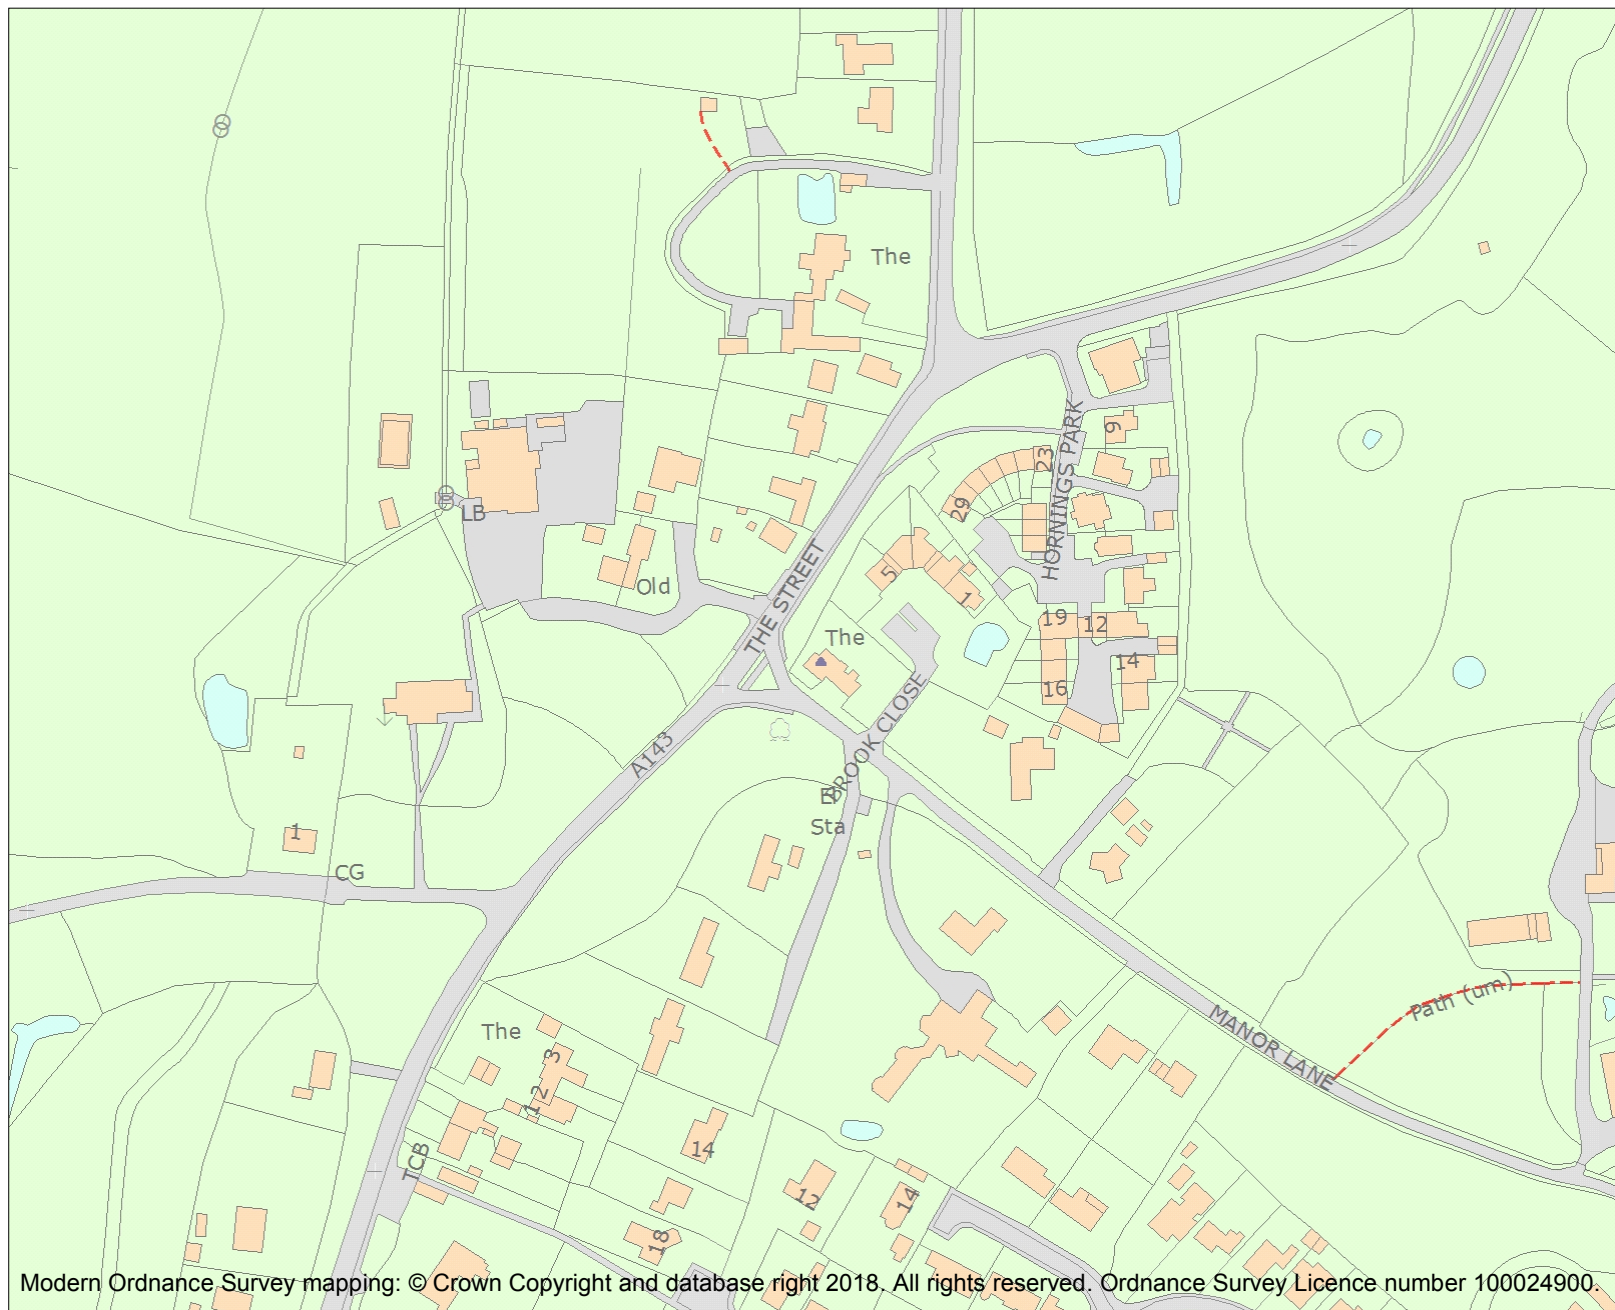 The
HORNINGS PARK
9
23
29
LB
THE STREET
5
1
Old
The
19
12
14
16
BROOK CLOSE
A143
El
Sta
1
CG
Path (um)
MANOR LANE
The
3
1 2
TCB
14
12
14
18
Modern Ordnance Survey mapping: © Crown Copyright and database right 2018. All rights reserved. Ordnance Survey Licence number 100024900.